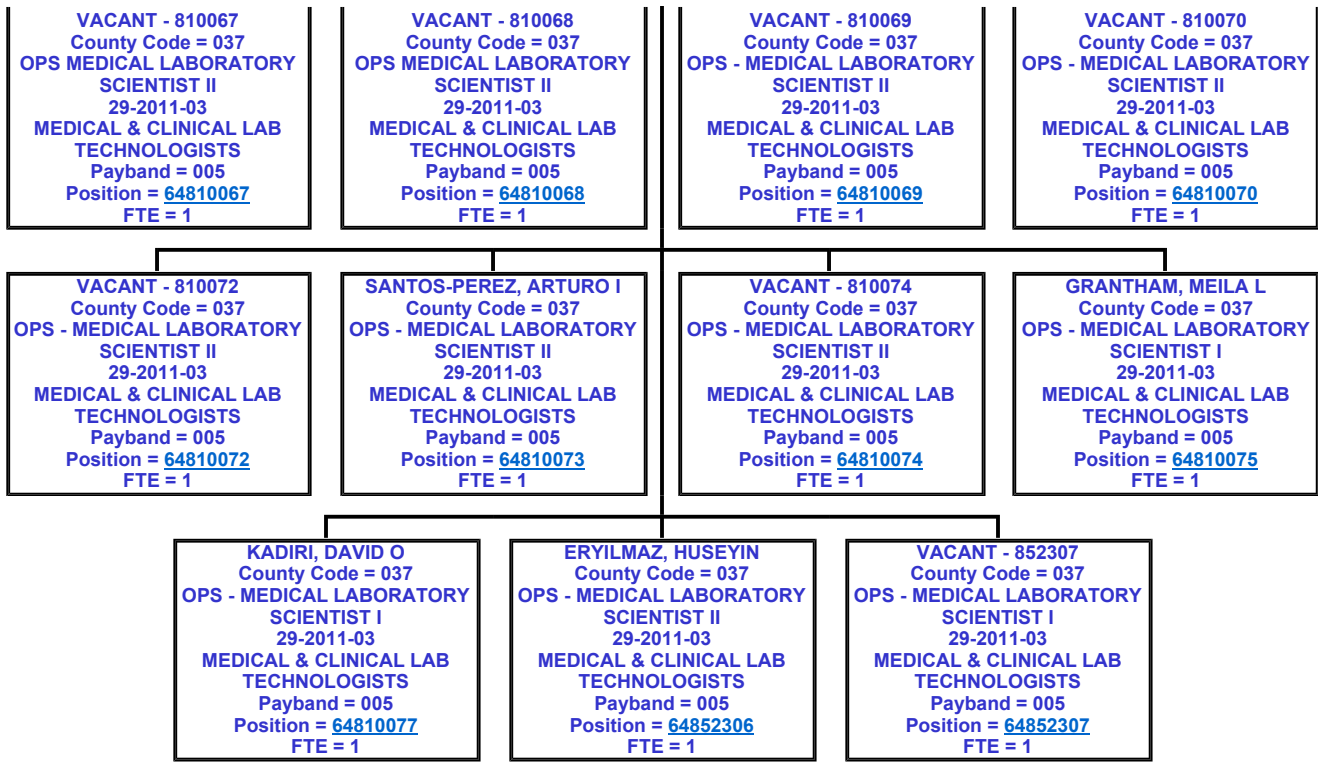 VACANT - 810067
County Code = 037
OPS MEDICAL LABORATORY
SCIENTIST II
29-2011-03
MEDICAL & CLINICAL LAB
TECHNOLOGISTS
Payband = 005
Position = 64810067
FTE = 1
VACANT - 810068
County Code = 037
OPS MEDICAL LABORATORY
SCIENTIST II
29-2011-03
MEDICAL & CLINICAL LAB
TECHNOLOGISTS
Payband = 005
Position = 64810068
FTE = 1
VACANT - 810069
County Code = 037
OPS - MEDICAL LABORATORY
SCIENTIST II
29-2011-03
MEDICAL & CLINICAL LAB
TECHNOLOGISTS
Payband = 005
Position = 64810069
FTE = 1
VACANT - 810070
County Code = 037
OPS - MEDICAL LABORATORY
SCIENTIST II
29-2011-03
MEDICAL & CLINICAL LAB
TECHNOLOGISTS
Payband = 005
Position = 64810070
FTE = 1
VACANT - 810072
County Code = 037
OPS - MEDICAL LABORATORY
SCIENTIST II
29-2011-03
MEDICAL & CLINICAL LAB
TECHNOLOGISTS
Payband = 005
Position = 64810072
FTE = 1
SANTOS-PEREZ, ARTURO I
County Code = 037
OPS - MEDICAL LABORATORY
SCIENTIST II
29-2011-03
MEDICAL & CLINICAL LAB
TECHNOLOGISTS
Payband = 005
Position = 64810073
FTE = 1
VACANT - 810074
County Code = 037
OPS - MEDICAL LABORATORY
SCIENTIST II
29-2011-03
MEDICAL & CLINICAL LAB
TECHNOLOGISTS
Payband = 005
Position = 64810074
FTE = 1
GRANTHAM, MEILA L
County Code = 037
OPS - MEDICAL LABORATORY
SCIENTIST I
29-2011-03
MEDICAL & CLINICAL LAB
TECHNOLOGISTS
Payband = 005
Position = 64810075
FTE = 1
KADIRI, DAVID O
County Code = 037
OPS - MEDICAL LABORATORY
SCIENTIST I
29-2011-03
MEDICAL & CLINICAL LAB
TECHNOLOGISTS
Payband = 005
Position = 64810077
FTE = 1
ERYILMAZ, HUSEYIN
County Code = 037
OPS - MEDICAL LABORATORY
SCIENTIST II
29-2011-03
MEDICAL & CLINICAL LAB
TECHNOLOGISTS
Payband = 005
Position = 64852306
FTE = 1
VACANT - 852307
County Code = 037
OPS - MEDICAL LABORATORY
SCIENTIST I
29-2011-03
MEDICAL & CLINICAL LAB
TECHNOLOGISTS
Payband = 005
Position = 64852307
FTE = 1